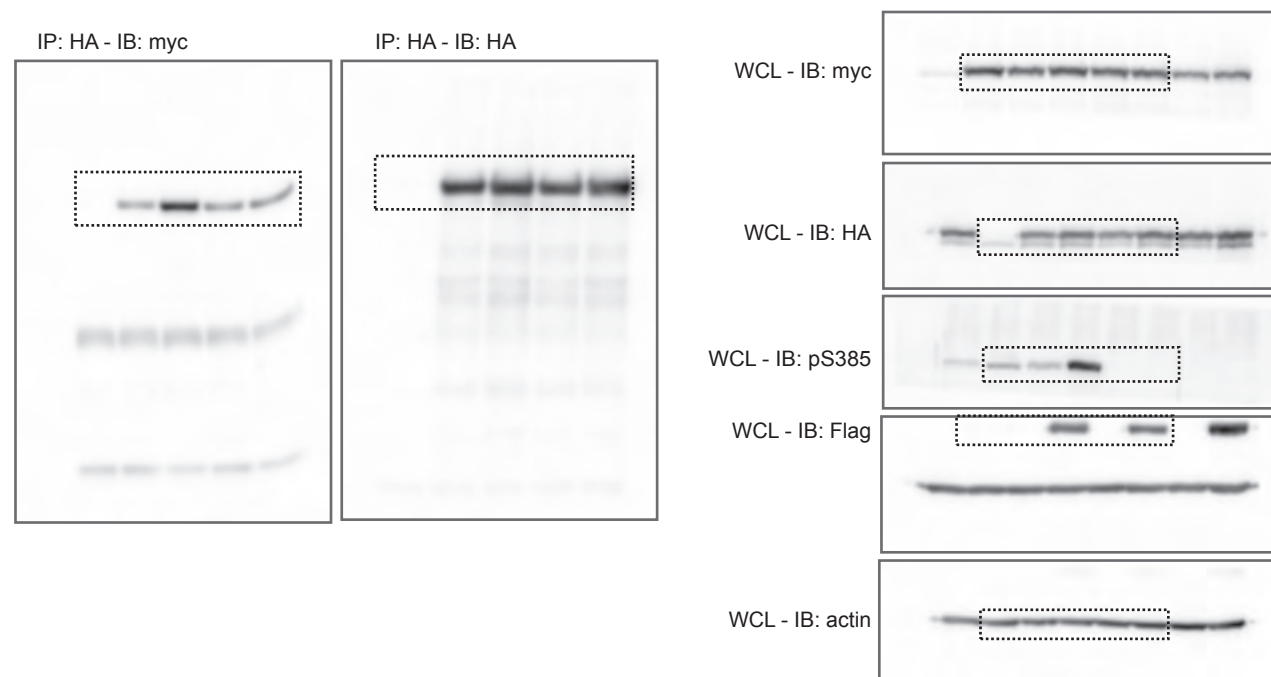 IP: HA - IB: myc
IP: HA - IB: HA
WCL - IB: myc
WCL - IB: HA
WCL - IB: pS385
WCL - IB: Flag
WCL - IB: actin